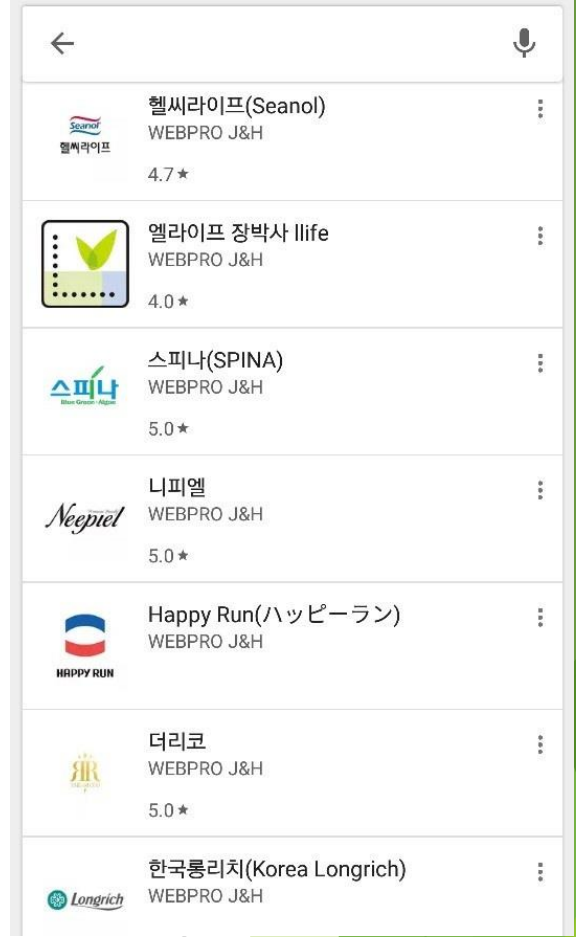 헬씨라이프(Seanol)
WEBPRO J&H
Seanol
헬씨라이프
4.7★
엘라이프 장박사 llife
WEBPRO J&H
4.0★
스피나(SPINA)
WEBPRO J&H
스피나
Blue Green-Algae
5.0★
니피엘
WEBPRO J&H
Neepiel
5.0★
Happy Run(ハッピーラン)
WEBPRO J&H
HAPPY RUN
더리코
WEBPRO J&H
5.0★
한국롱리치(Korea Longrich)
WEBPRO J&H
Longrich